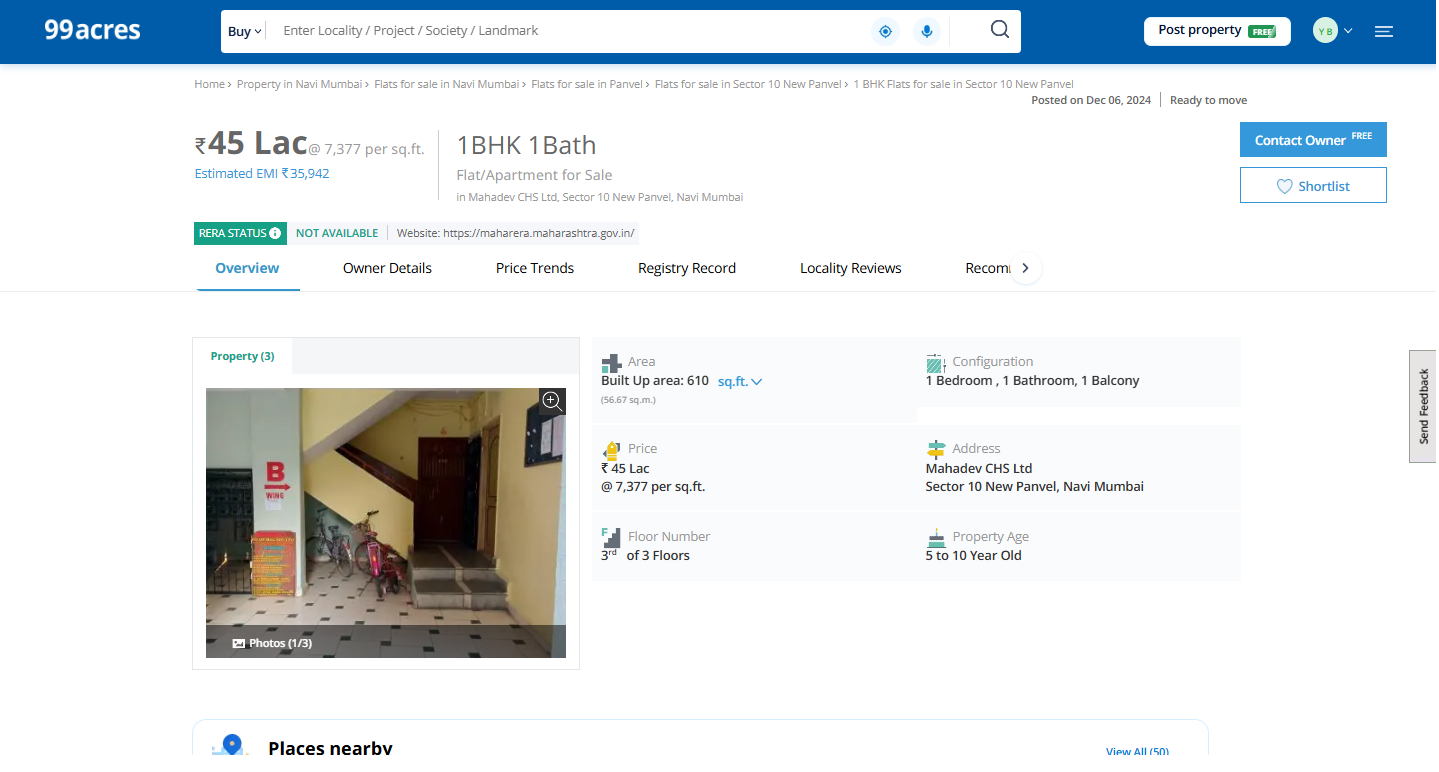 99acres
Buy
Enter Locality / Project / Society / Landmark
Post property FREE
Y B
Home › Property in Navi Mumbai › Flats for sale in Navi Mumbai › Flats for sale in Panvel › Flats for sale in Sector 10 New Panvel › 1 BHK Flats for sale in Sector 10 New Panvel
Posted on Dec 06, 2024 | Ready to move
₹45 Lac @ 7,377 per sq.ft.
Estimated EMI ₹35,942
1BHK 1Bath
Flat/Apartment for Sale
in Mahadev CHS Ltd, Sector 10 New Panvel, Navi Mumbai
Contact Owner FREE
Shortlist
RERA STATUS NOT AVAILABLE Website: https://maharera.maharashtra.gov.in/
Overview Owner Details Price Trends Registry Record Locality Reviews Recom
Property (3)
B
WING
Photos (1/3)
Area
Built Up area: 610 sq.ft.
(56.67 sq.m.)
Configuration
1 Bedroom , 1 Bathroom, 1 Balcony
Price
₹ 45 Lac
@ 7,377 per sq.ft.
Address
Mahadev CHS Ltd
Sector 10 New Panvel, Navi Mumbai
F
Floor Number
3rd of 3 Floors
Property Age
5 to 10 Year Old
Send Feedback
Places nearby
View All (50)